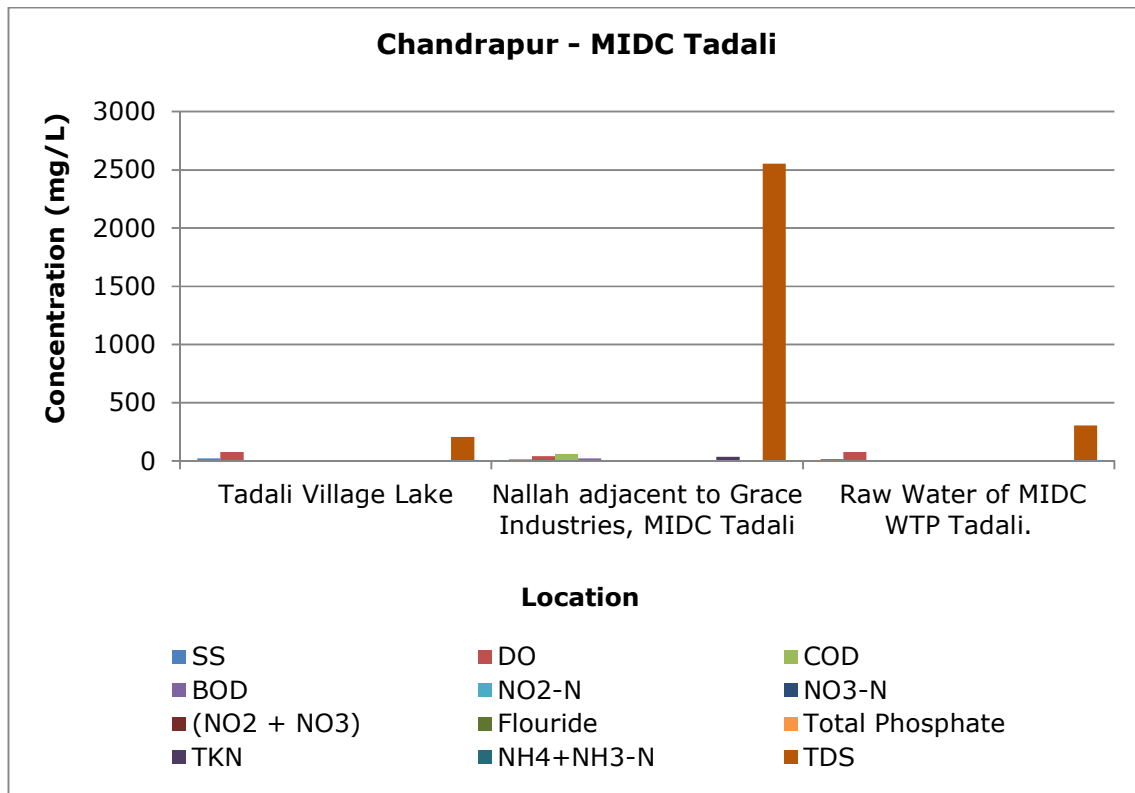 Chandrapur - MIDC Tadali
Concentration (mg/L)
3000
2500
2000
1500
1000
500
0
Tadali Village Lake
Nallah adjacent to Grace
Industries, MIDC Tadali
Raw Water of MIDC
WTP Tadali.
Location
SS
DO
COD
BOD
NO2-N
NO3-N
(NO2 + NO3)
Flouride
Total Phosphate
TKN
NH4+NH3-N
TDS